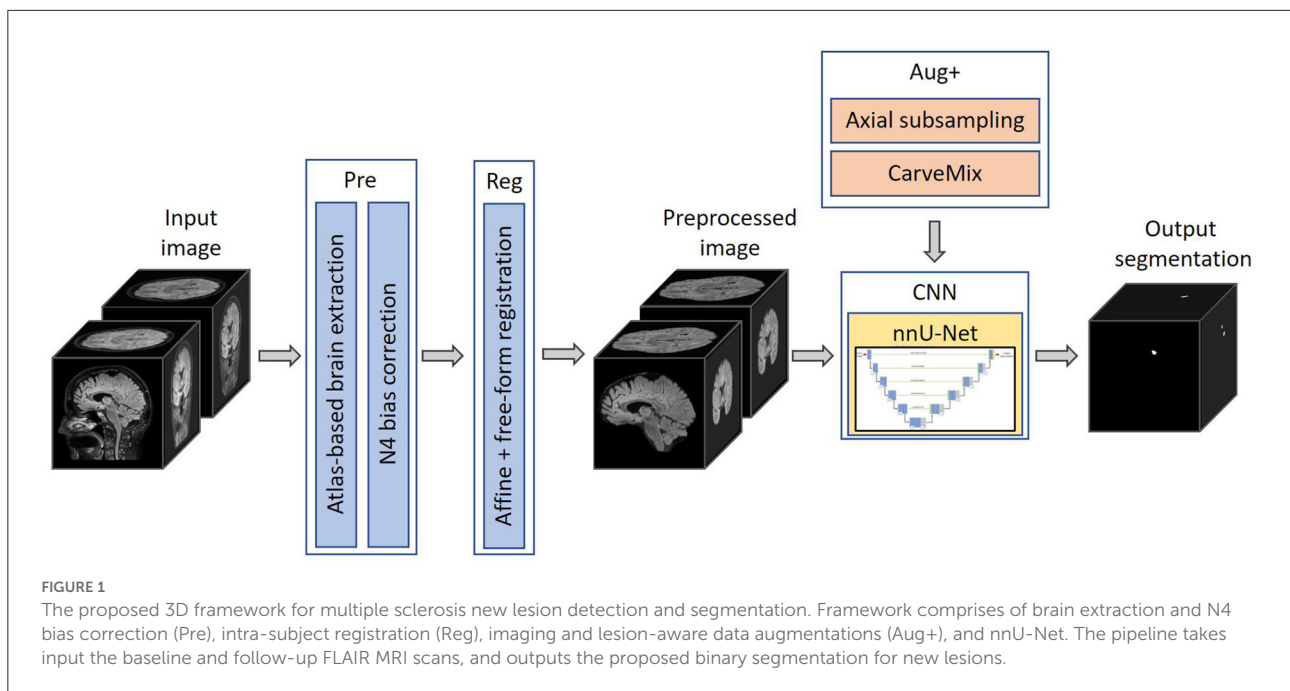 Aug+
Axial subsampling
CarveMix
Pre
Atlas-based brain extraction
N4 bias correction
Reg
Affine + free-form registration
Input
image
Preprocessed
image
CNN
nnU-Net
Output
segmentation
FIGURE 1
The proposed 3D framework for multiple sclerosis new lesion detection and segmentation. Framework comprises of brain extraction and N4
bias correction (Pre), intra-subject registration (Reg), imaging and lesion-aware data augmentations (Aug+), and nnU-Net. The pipeline takes
input the baseline and follow-up FLAIR MRI scans, and outputs the proposed binary segmentation for new lesions.